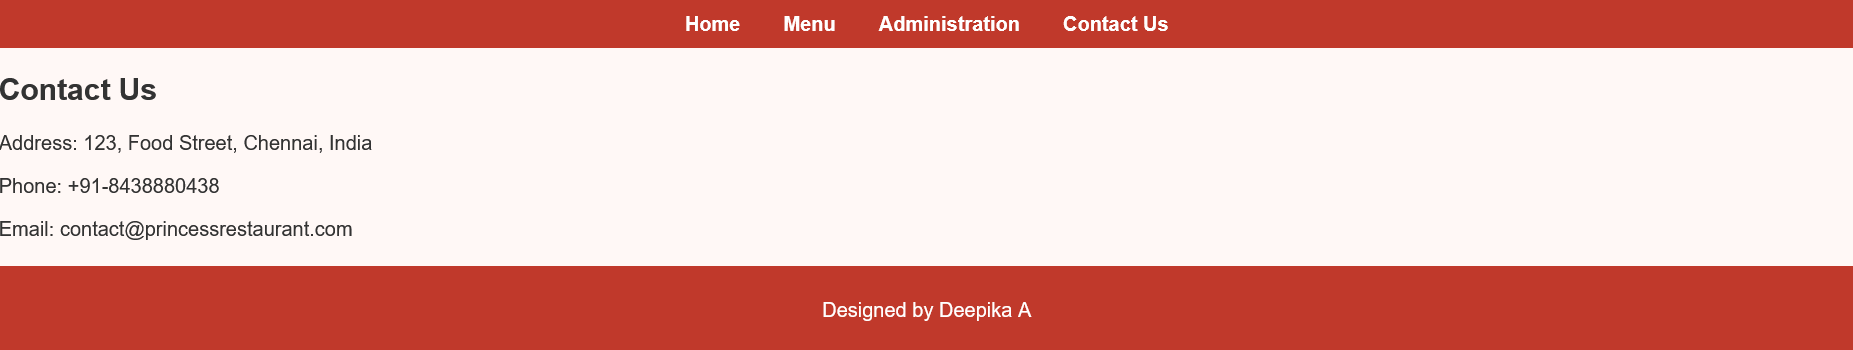 Home Menu Administration Contact Us
Contact Us
Address: 123, Food Street, Chennai, India
Phone: +91-8438880438
Email: contact@princessrestaurant.com
Designed by Deepika A